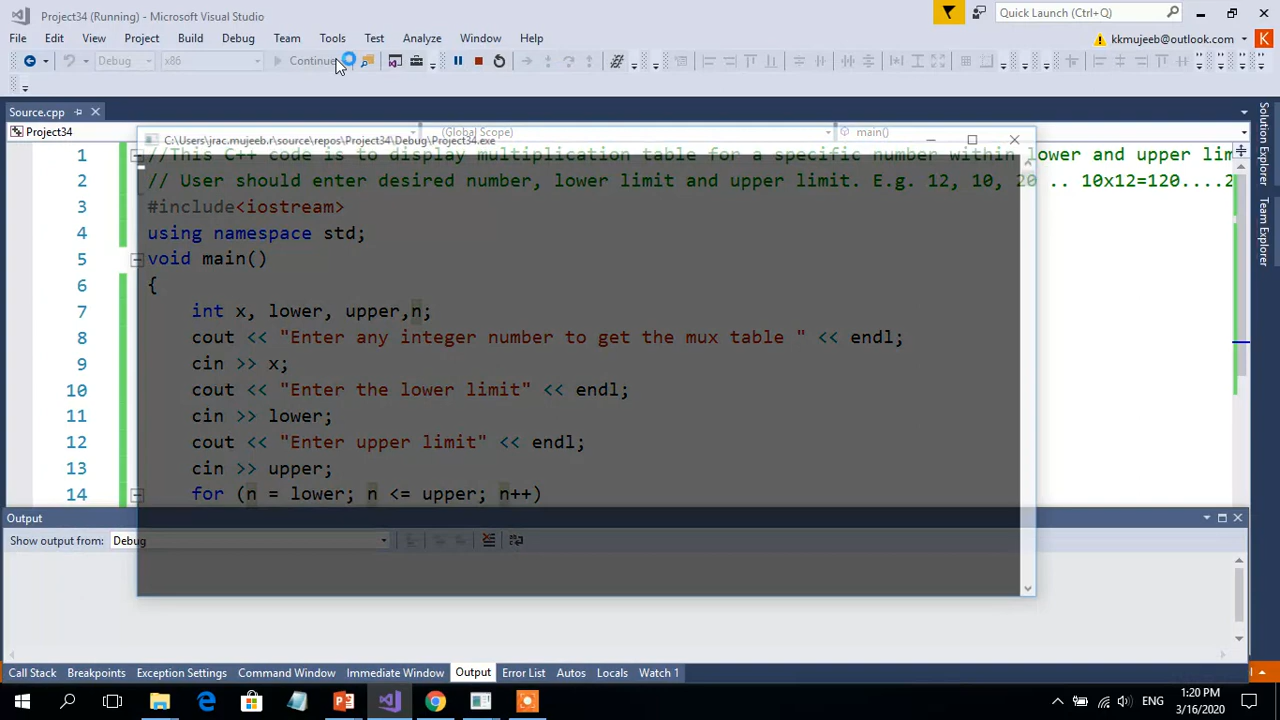 Project34 (Running) - Microsoft Visual Studio
Quick Launch (Ctrl+Q)
File Edit View Project Build Debug Team Tools Test Analyze Window Help
kkmujeeb@outlook.com
K
Debug x86 Continue
Source.cpp
Project34 (Global Scope) main()
C:\Users\jrac.mujeeb.r\source\repos\Project34\Debug\Project34.exe
1 //This C++ code is to display multiplication table for a specific number within lower and upper lim
2 // User should enter desired number, lower limit and upper limit. E.g. 12, 10, 20 .. 10x12=120....2
3 #include<iostream>
4 using namespace std;
5 void main()
6 {
7 int x, lower, upper,n;
8 cout << "Enter any integer number to get the mux table " << endl;
9 cin >> x;
10 cout << "Enter the lower limit" << endl;
11 cin >> lower;
12 cout << "Enter upper limit" << endl;
13 cin >> upper;
14 for (n = lower; n <= upper; n++)
Solution Explorer
Team Explorer
Output
Show output from: Debug
Call Stack Breakpoints Exception Settings Command Window Immediate Window Output Error List Autos Locals Watch 1
ENG
1:20 PM
3/16/2020